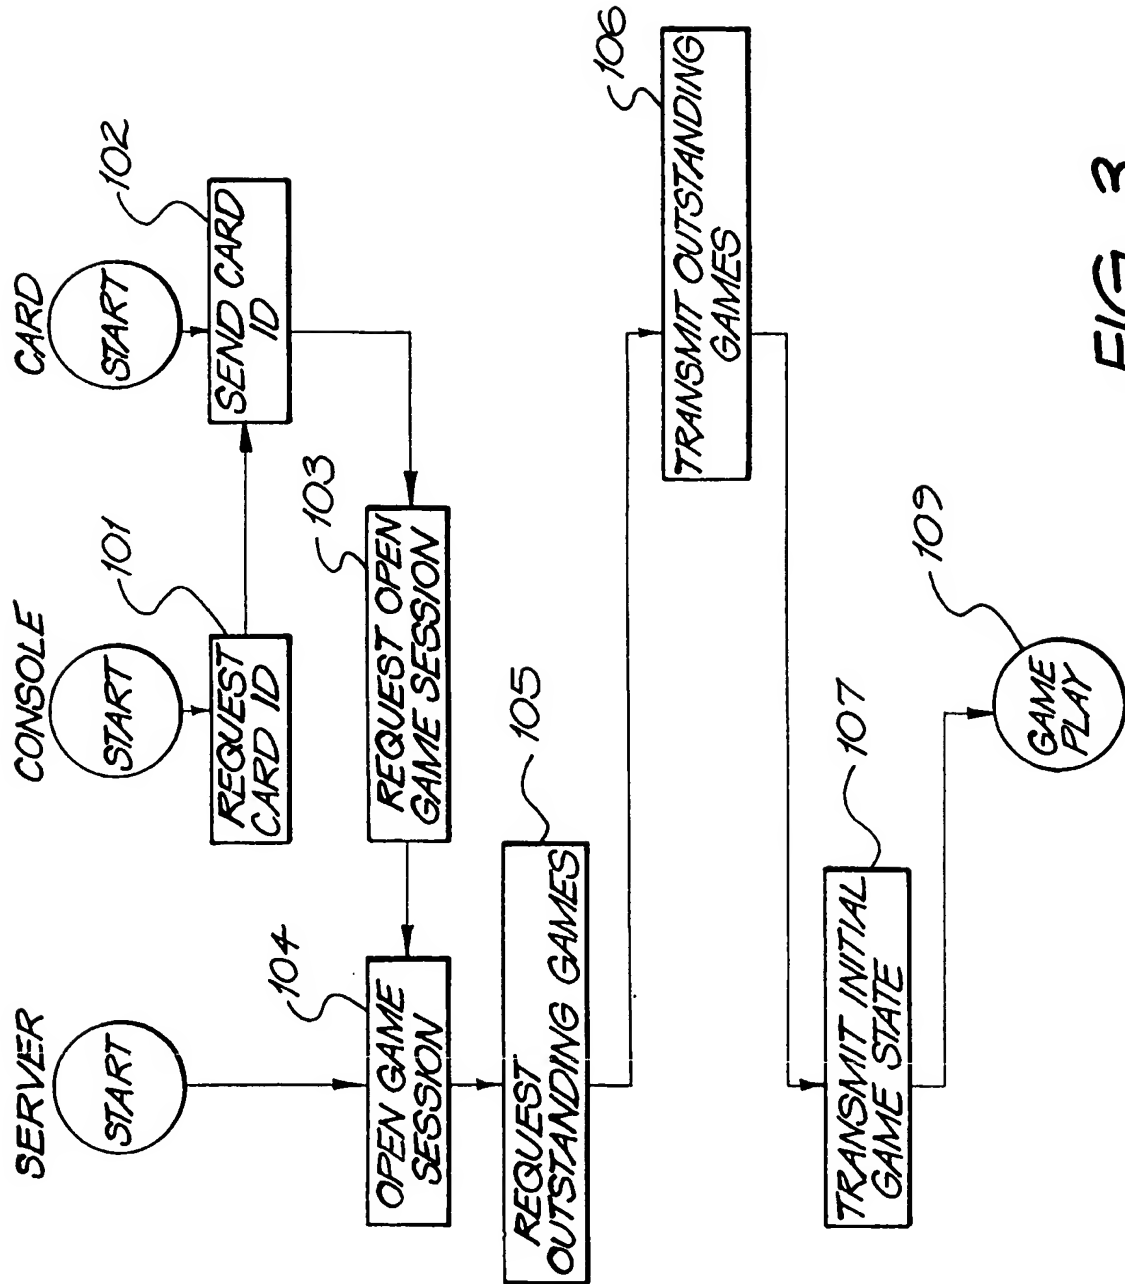 SERVER
CONSOLE
CARD
START
START
START
101
REQUEST
CARD ID
102
SEND CARD
ID
103
REQUEST OPEN
GAME SESSION
104
OPEN GAME
SESSION
105
REQUEST
OUTSTANDING GAMES
106
TRANSMIT OUTSTANDING
GAMES
107
TRANSMIT INITIAL
GAME STATE
109
GAME
PLAY
FIG. 3